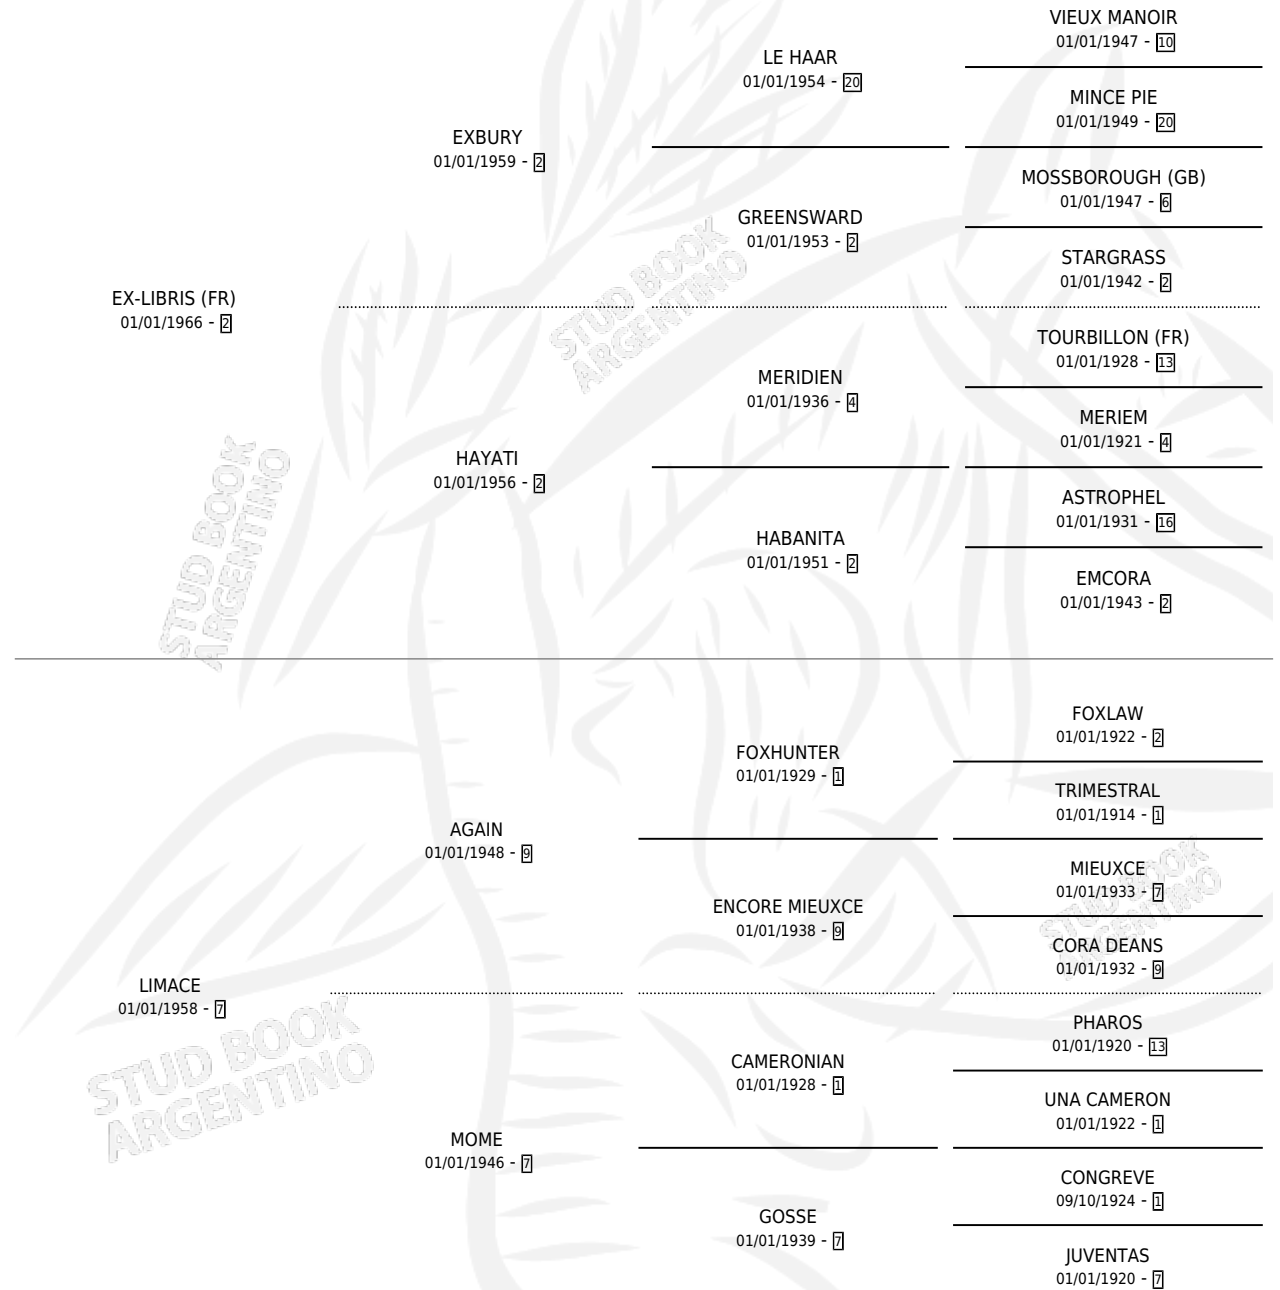 VIEUX MANOIR
01/01/1947 - 10
LE HAAR
01/01/1954 - 20
MINCE PIE
01/01/1949 - 20
EXBURY
01/01/1959 - 2
MOSSBOROUGH (GB)
01/01/1947 - 6
GREENSWARD
01/01/1953 - 2
STARGRASS
01/01/1942 - 2
EX-LIBRIS (FR)
01/01/1966 - 2
STUD BOOK
ARGENTINO
TOURBILLON (FR)
01/01/1928 - 13
MERIDIEN
01/01/1936 - 4
MERIEM
01/01/1921 - 4
HAYATI
01/01/1956 - 2
ASTROPHEL
01/01/1931 - 16
HABANITA
01/01/1951 - 2
EMCORA
01/01/1943 - 2
STUD BOOK
ARGENTINO
FOXLAW
01/01/1922 - 2
FOXHUNTER
01/01/1929 - 1
TRIMESTRAL
01/01/1914 - 1
AGAIN
01/01/1948 - 9
MIEUXCE
01/01/1933 - 7
ENCORE MIEUXCE
01/01/1938 - 9
STUD BOOK
ARGENTINO
CORA DEANS
01/01/1932 - 9
LIMACE
01/01/1958 - 7
STUD BOOK
ARGENTINO
PHAROS
01/01/1920 - 13
CAMERONIAN
01/01/1928 - 1
UNA CAMERON
01/01/1922 - 1
MOME
01/01/1946 - 7
CONGREVE
09/10/1924 - 1
GOSSE
01/01/1939 - 7
JUVENTAS
01/01/1920 - 7